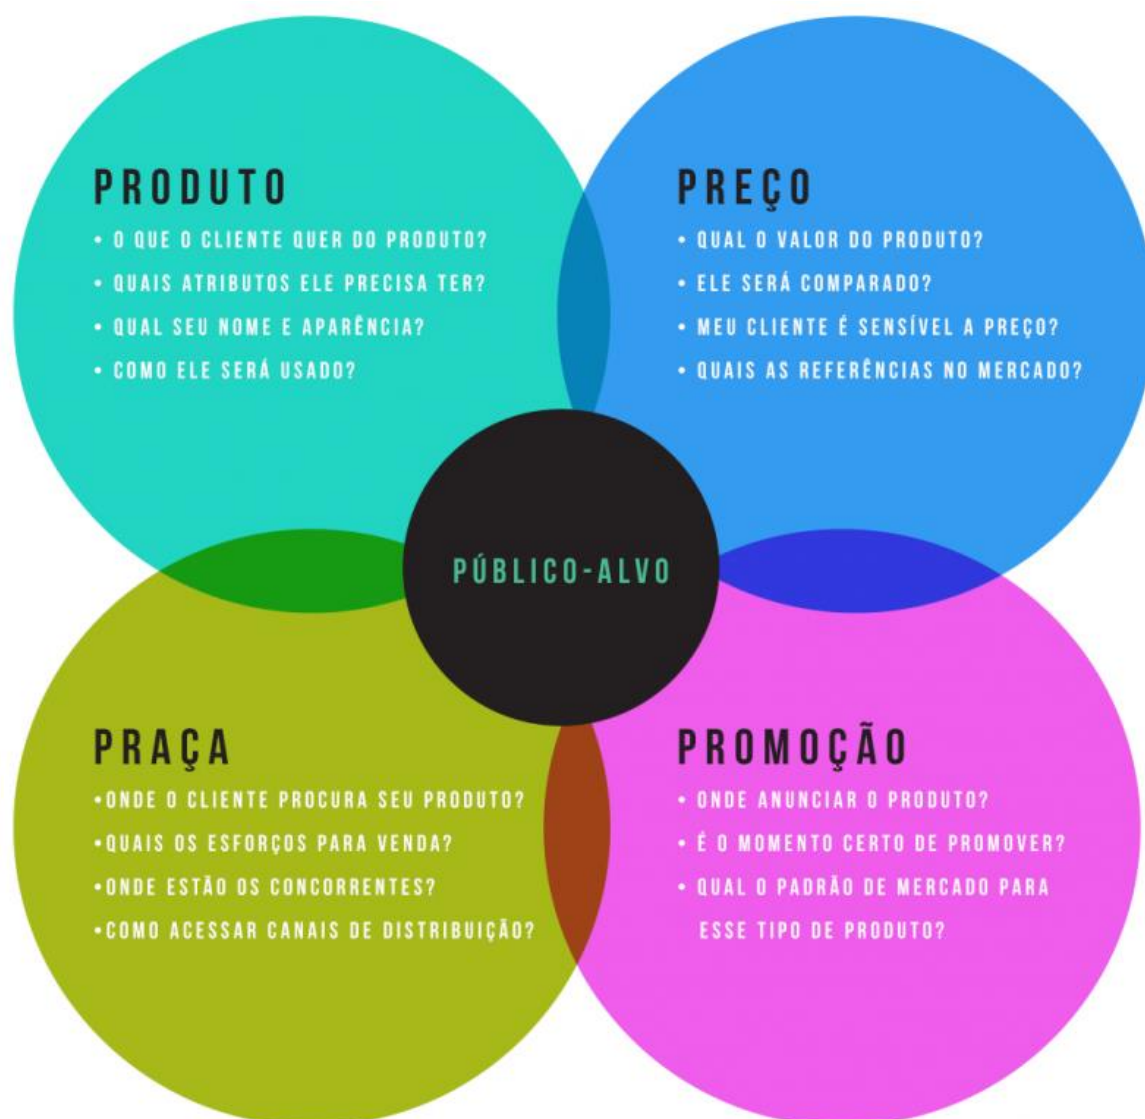 PRODUTO
• O QUE O CLIENTE QUER DO PRODUTO?
• QUAIS ATRIBUTOS ELE PRECISA TER?
• QUAL SEU NOME E APARÊNCIA?
• COMO ELE SERÁ USADO?
PREÇO
• QUAL O VALOR DO PRODUTO?
• ELE SERÁ COMPARADO?
• MEU CLIENTE É SENSÍVEL A PREÇO?
• QUAIS AS REFERÊNCIAS NO MERCADO?
PÚBLICO-ALVO
PRAÇA
•ONDE O CLIENTE PROCURA SEU PRODUTO?
•QUAIS OS ESFORÇOS PARA VENDA?
•ONDE ESTÃO OS CONCORRENTES?
•COMO ACESSAR CANAIS DE DISTRIBUIÇÃO?
PROMOÇÃO
• ONDE ANUNCIAR O PRODUTO?
• É O MOMENTO CERTO DE PROMOVER?
• QUAL O PADRÃO DE MERCADO PARA
ESSE TIPO DE PRODUTO?